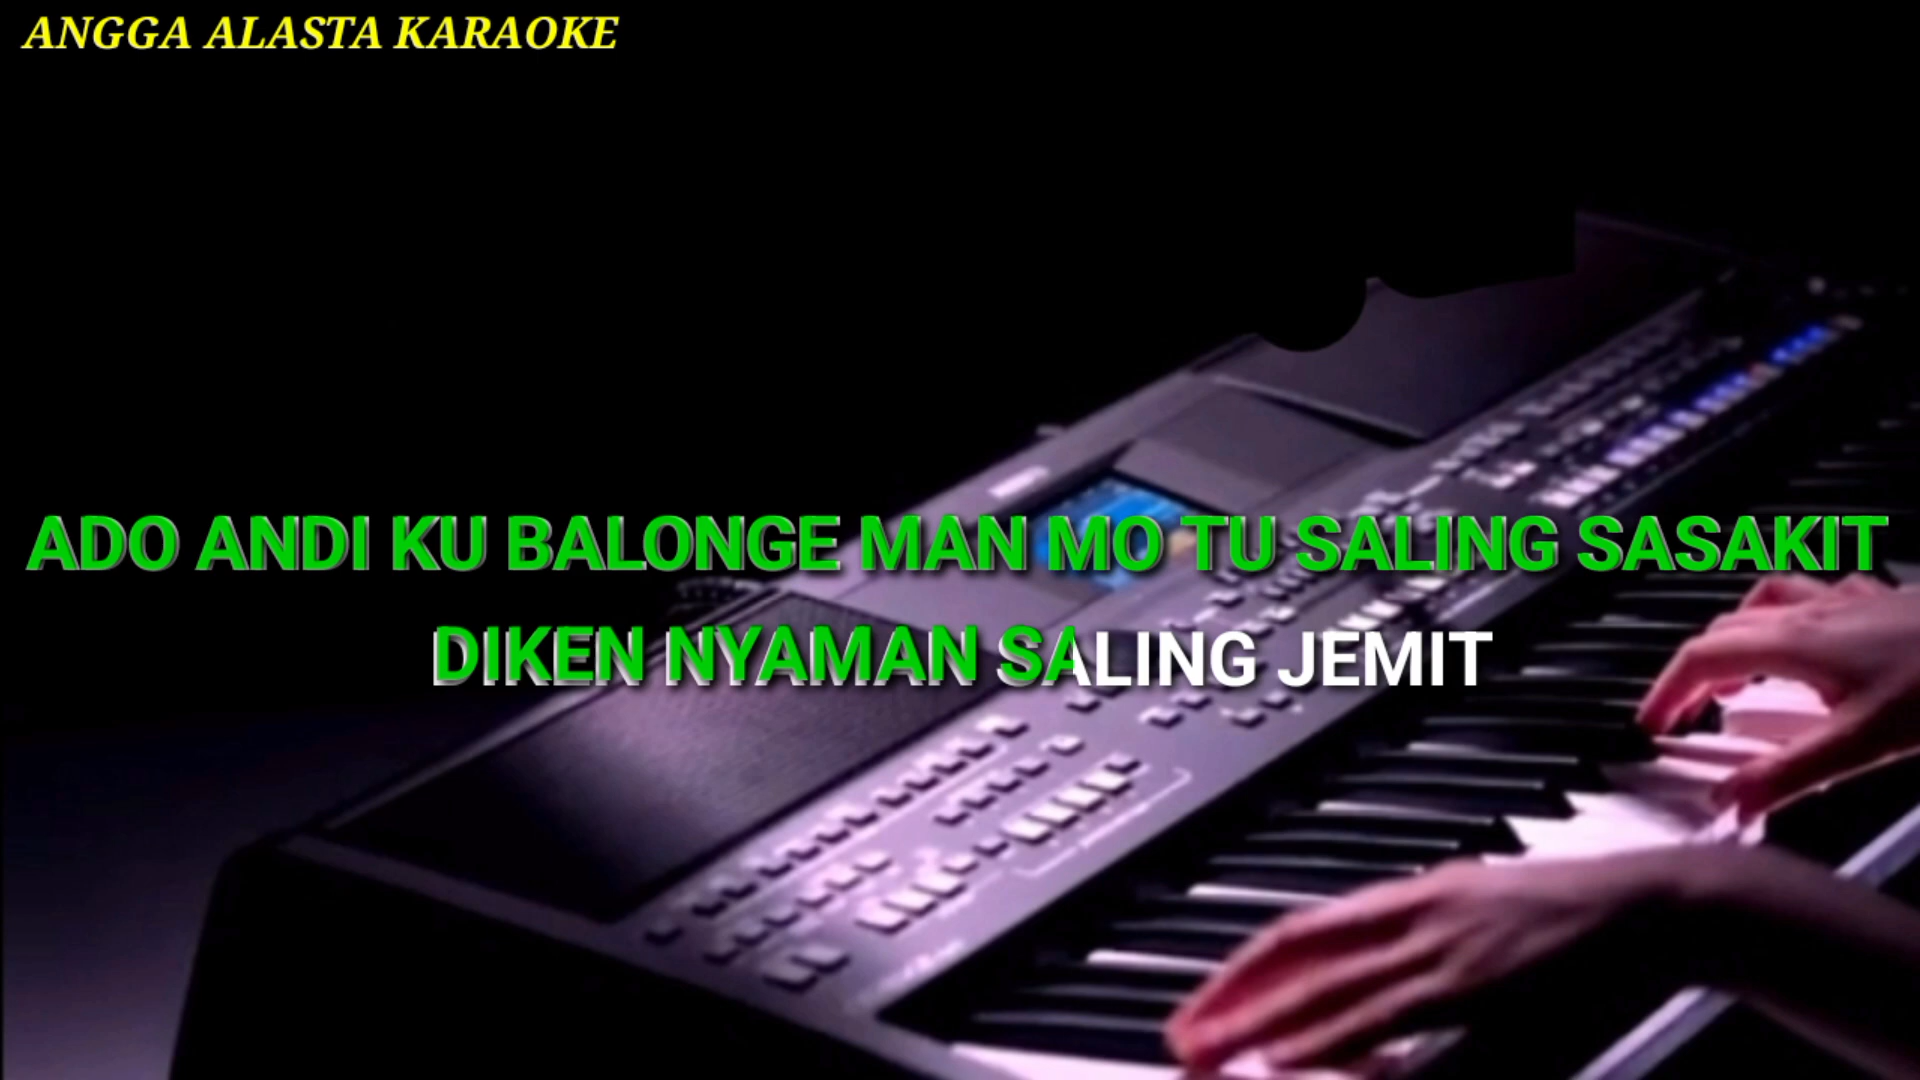 ANGGA ALASTA KARAOKE
ADO ANDI KU BALONGE MAN MO TU SALING SASAKIT
DIKEN NYAMAN SALING JEMIT